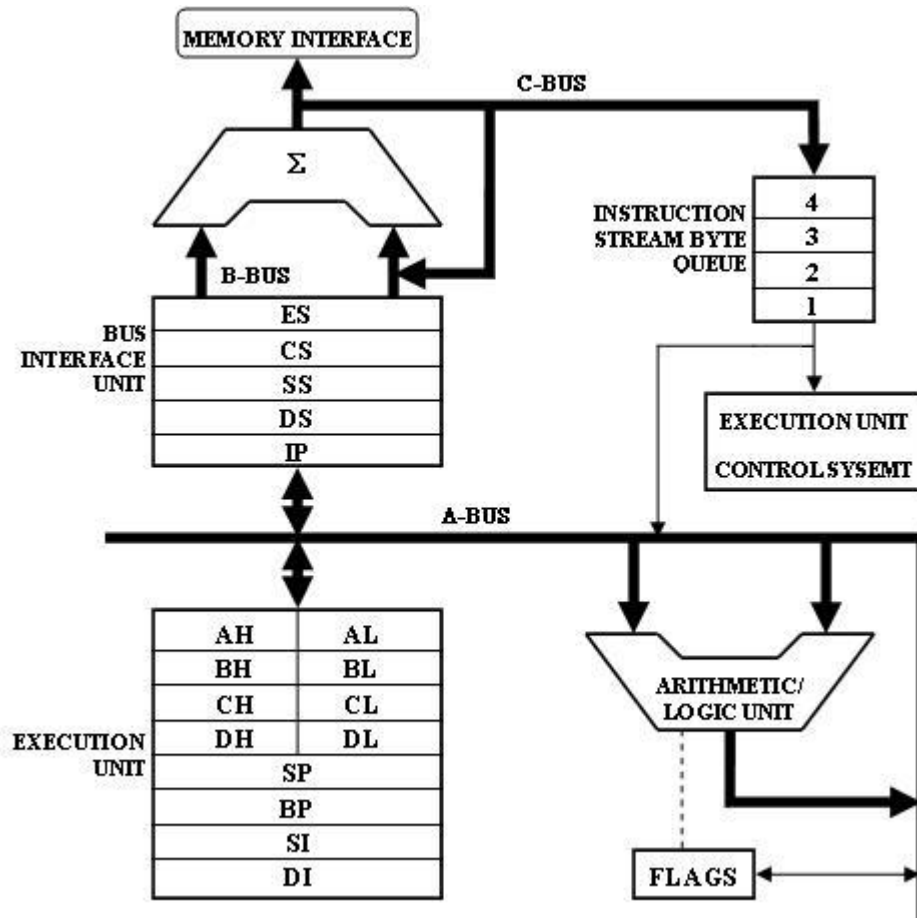 MEMORY INTERFACE
C-BUS
Σ
INSTRUCTION
STREAM BYTE
QUEUE
4
3
2
1
B-BUS
BUS
INTERFACE
UNIT
ES
CS
SS
DS
IP
EXECUTION UNIT
CONTROL SYSEMT
A-BUS
EXECUTION
UNIT
AH AL
BH BL
CH CL
DH DL
SP
BP
SI
DI
ARITHMETIC/
LOGIC UNIT
FLAGS